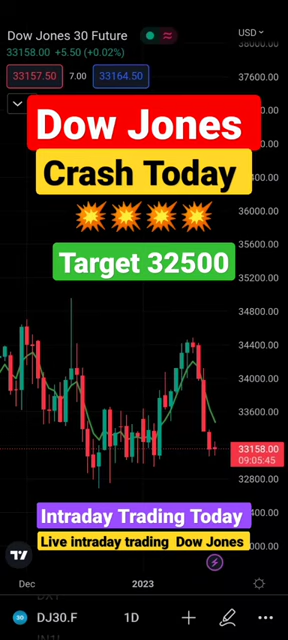 Dow Jones 30 Future
USD
33158.00 +5.50 (+0.02%)
38000.00
33157.50 7.00 33164.50
37600.00
Dow Jones
Crash Today
36000.00
35600.00
Target 32500
35200.00
34800.00
34400.00
34000.00
33600.00
33158.00
09:05:45
32800.00
Intraday Trading Today
Live intraday trading Dow Jones
Dec 2023
30 DJ30.F 1D